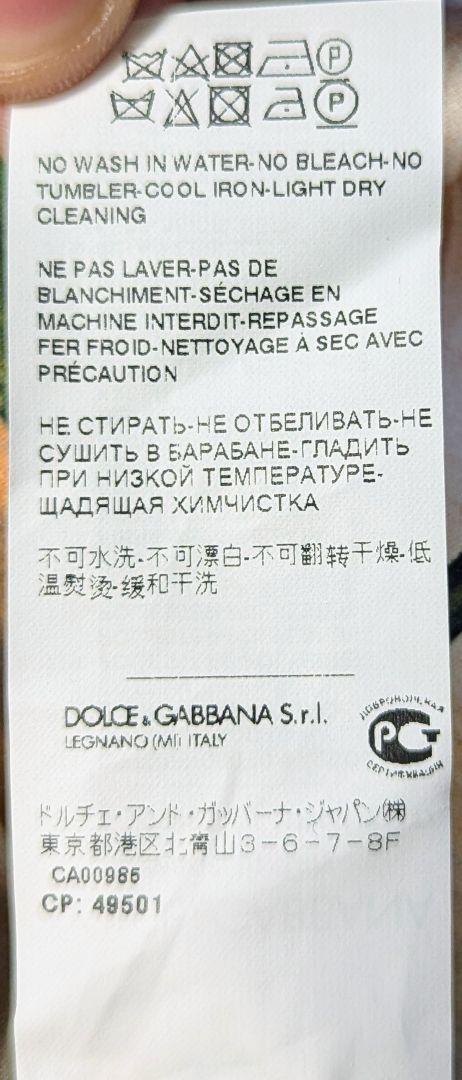 P
P
NO WASH IN WATER-NO BLEACH-NO
TUMBLER-COOL IRON-LIGHT DRY
CLEANING
NE PAS LAVER-PAS DE
BLANCHIMENT-SÉCHAGE EN
MACHINE INTERDIT-REPASSAGE
FER FROID-NETTOYAGE À SEC AVEC
PRÉCAUTION
НЕ СТИРАТЬ-НЕ ОТБЕЛИВАТЬ-НЕ
СУШИТЬ В БАРАБАНЕ-ГЛАДИТЬ
ПРИ НИЗКОЙ ТЕМПЕРАТУРЕ-
ЩАДЯЩАЯ ХИМЧИСТКА
不可水洗-不可漂白-不可翻转干燥-低
温熨烫-缓和干洗
DOLCE & GABBANA S.r.l.
LEGNANO (MI) ITALY
ДОБРОВОЛЬНАЯ
РСТ
СЕРТИФИКАЦИЯ
ドルチェ・アンド・ガッバーナ・ジャパン㈱
東京都港区北青山3-6-7-8F
CA00985
CP: 49501